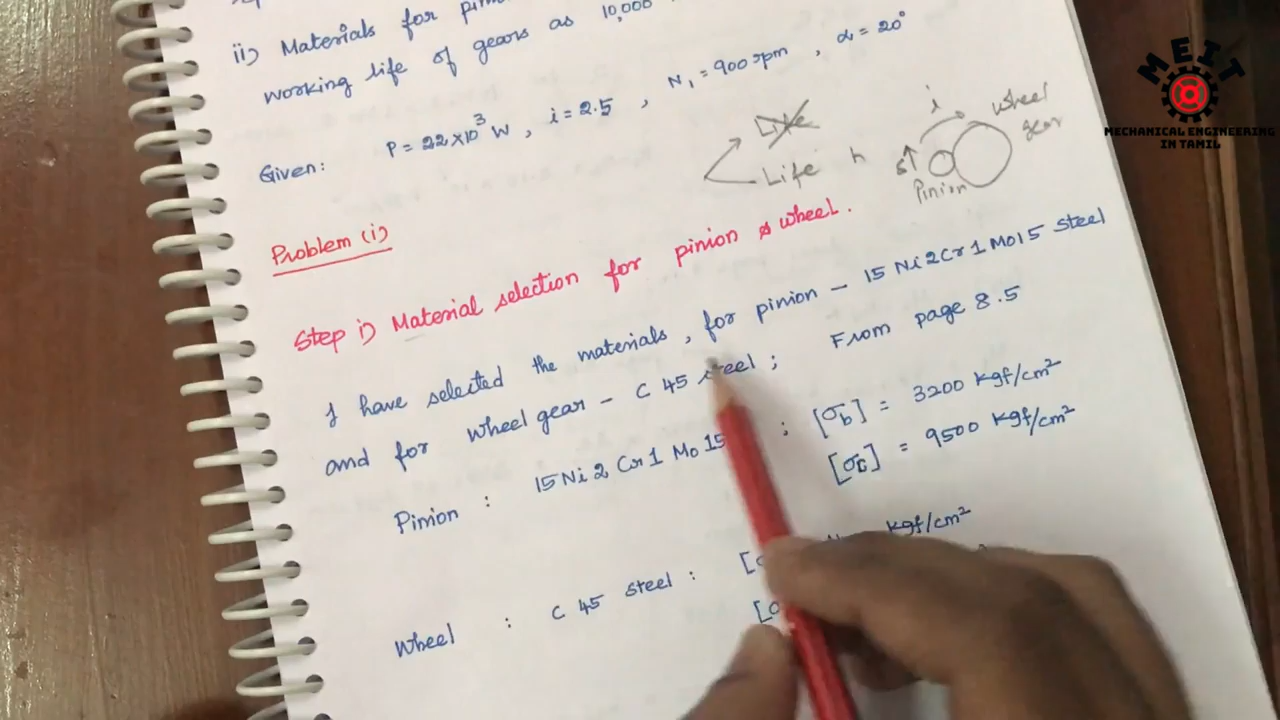 ii) Materials for
working life of gears as 10,000
Given: P = 22×10³ W , i = 2.5 , N₁ = 900 rpm , α = 20°
Life
Life h
i
wheel
gear
Pinion
Problem (i)
Step i) Material selection for pinion & wheel.
I have selected the materials, for pinion – 15 Ni 2 Cr 1 Mo 15 steel
and for wheel gear – C 45 steel ; From page 8.5
Pinion : 15 Ni 2 Cr 1 Mo 15 ; [σb] = 3200 kgf/cm²
[σc] = 9500 kgf/cm²
Wheel : C 45 steel : kgf/cm²
MEIT
MECHANICAL ENGINEERING
IN TAMIL